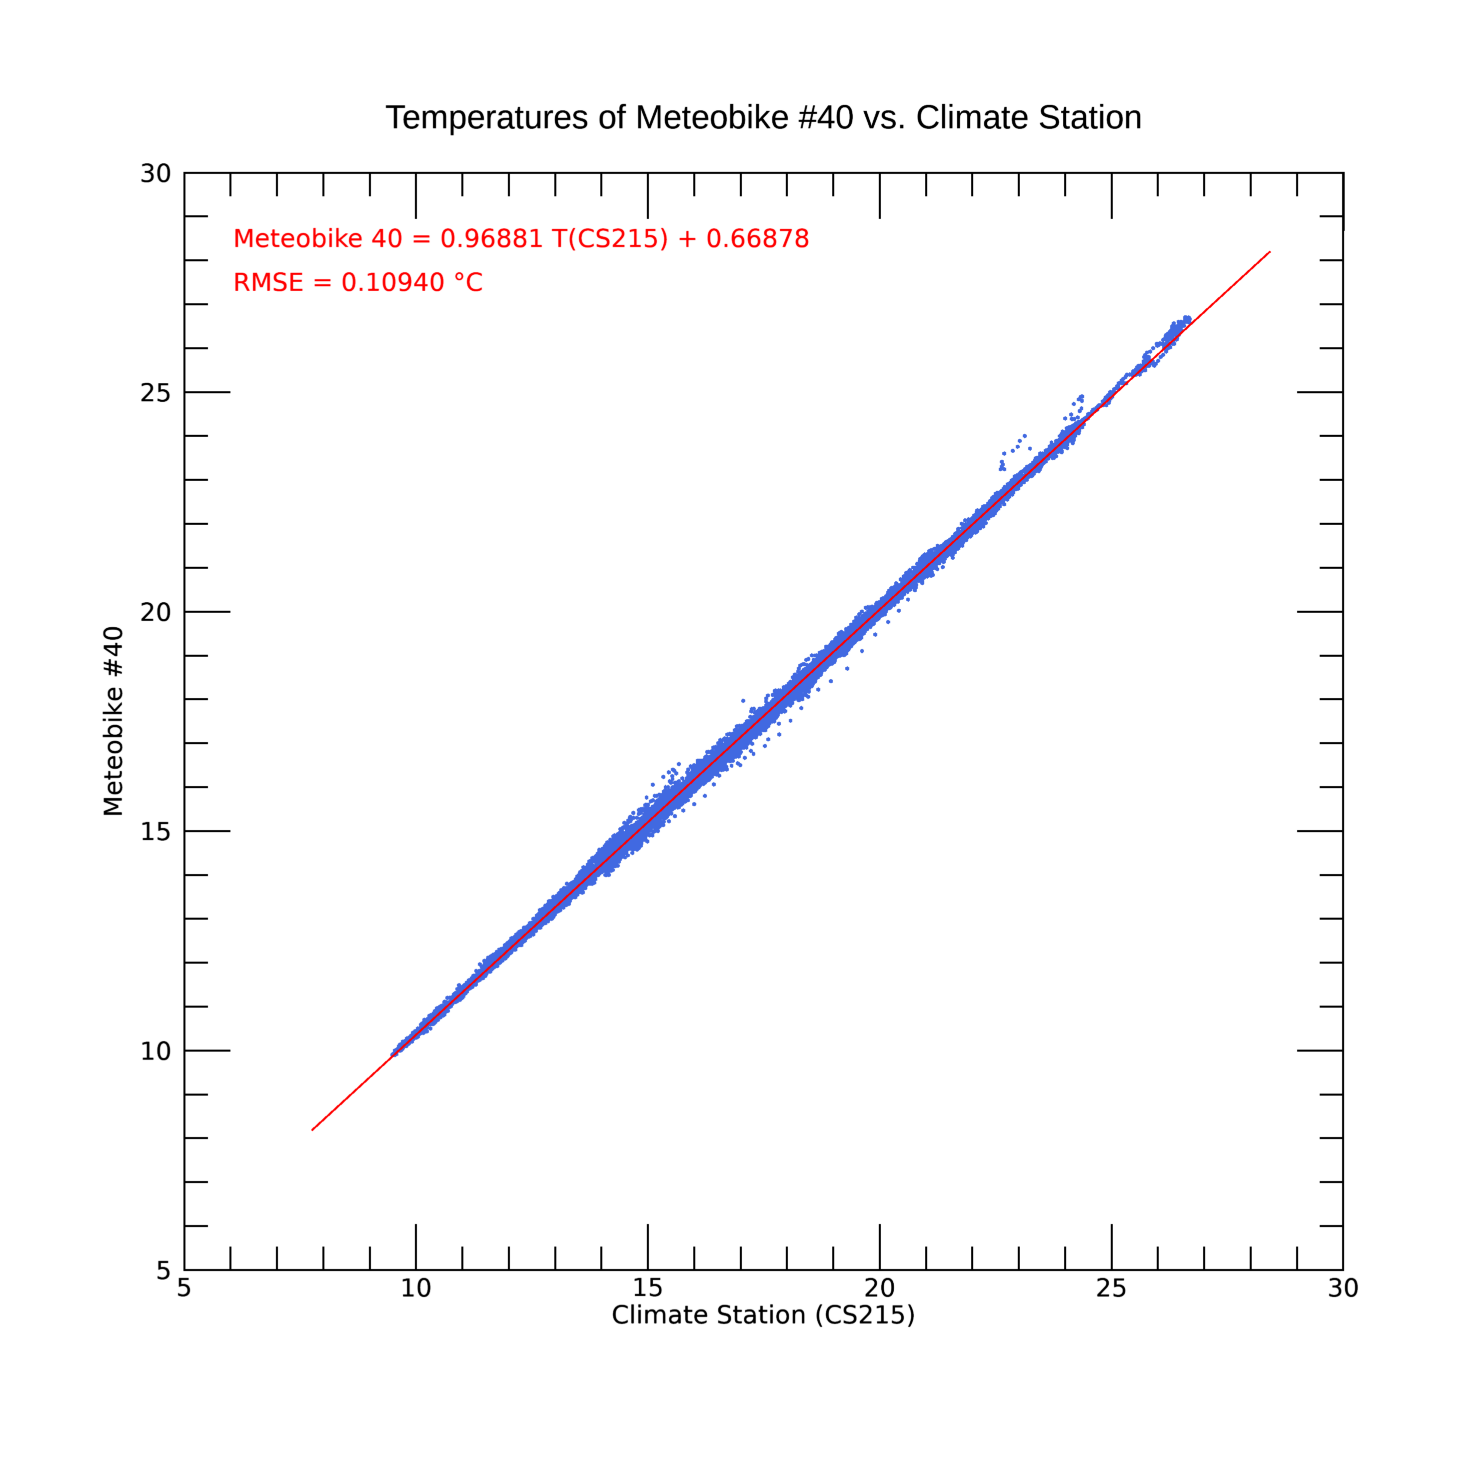 Temperatures of Meteobike #40 vs. Climate Station
30
Meteobike 40 = 0.96881 T(CS215) + 0.66878
RMSE = 0.10940 °C
25
20
Meteobike #40
15
10
5
5 10 15 20 25 30
Climate Station (CS215)